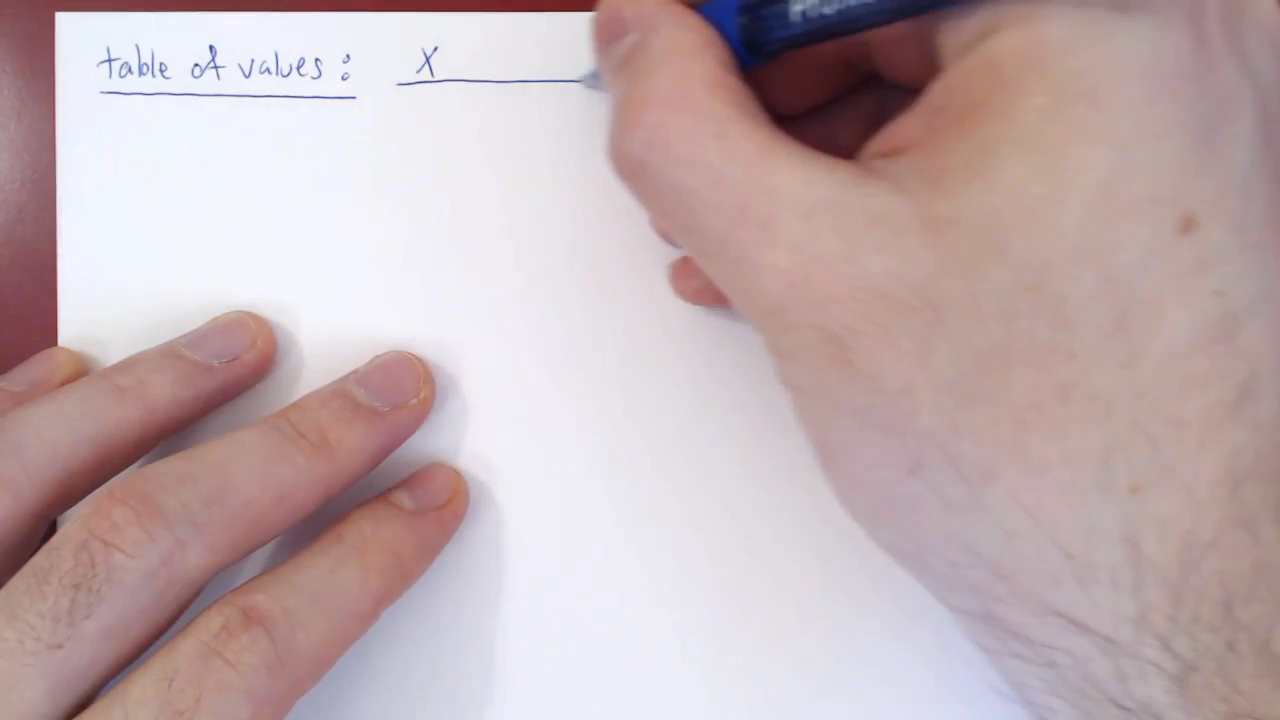 table of values : X